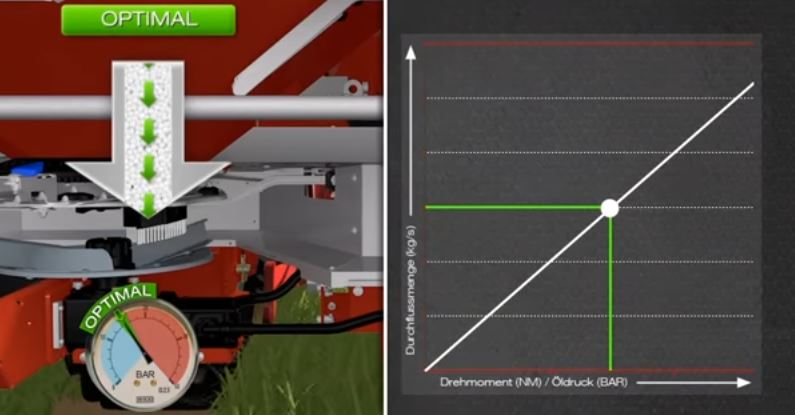 OPTIMAL
OPTIMAL
BAR
Durchflussmenge (kg/s)
Drehmoment (NM) / Öldruck (BAR)